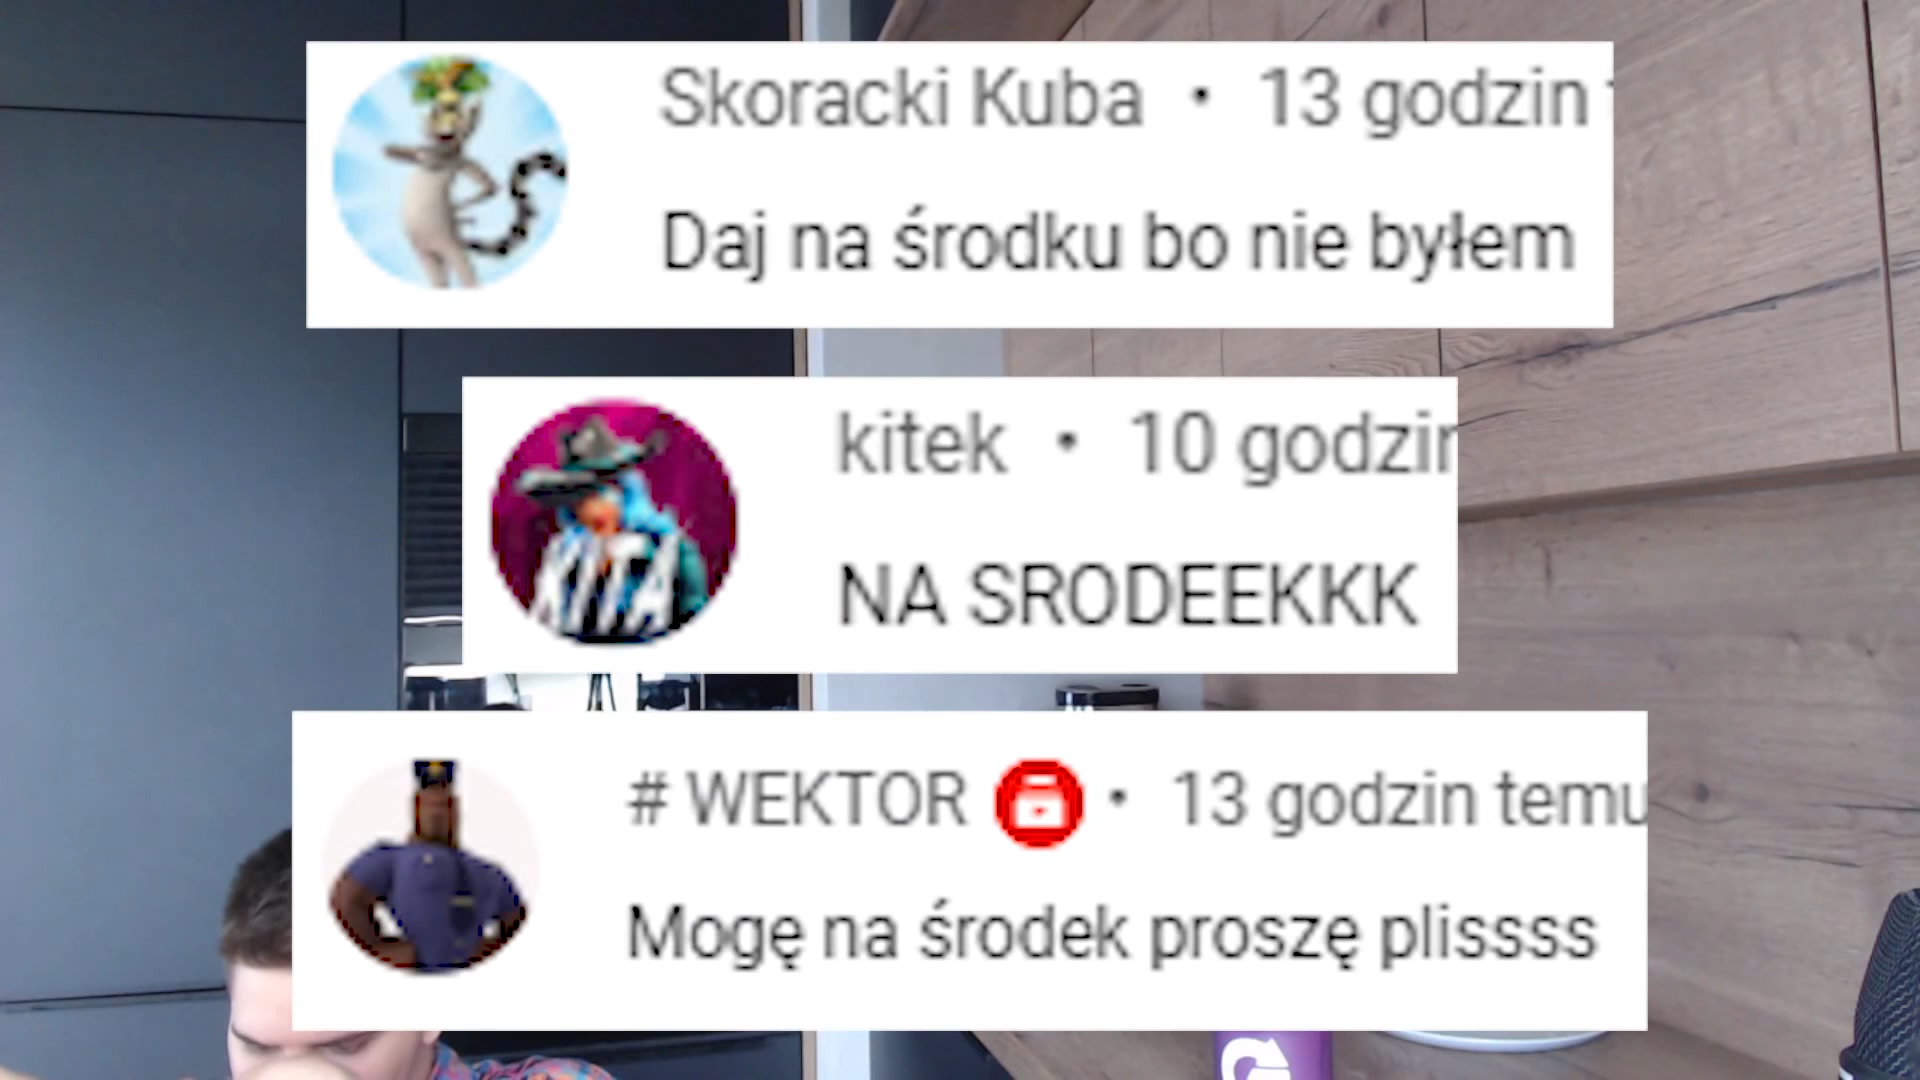 Skoracki Kuba • 13 godzin
Daj na środku bo nie byłem
kitek • 10 godzin
NA SRODEEKKK
KITA
# WEKTOR • 13 godzin temu
Mogę na środek proszę plissss